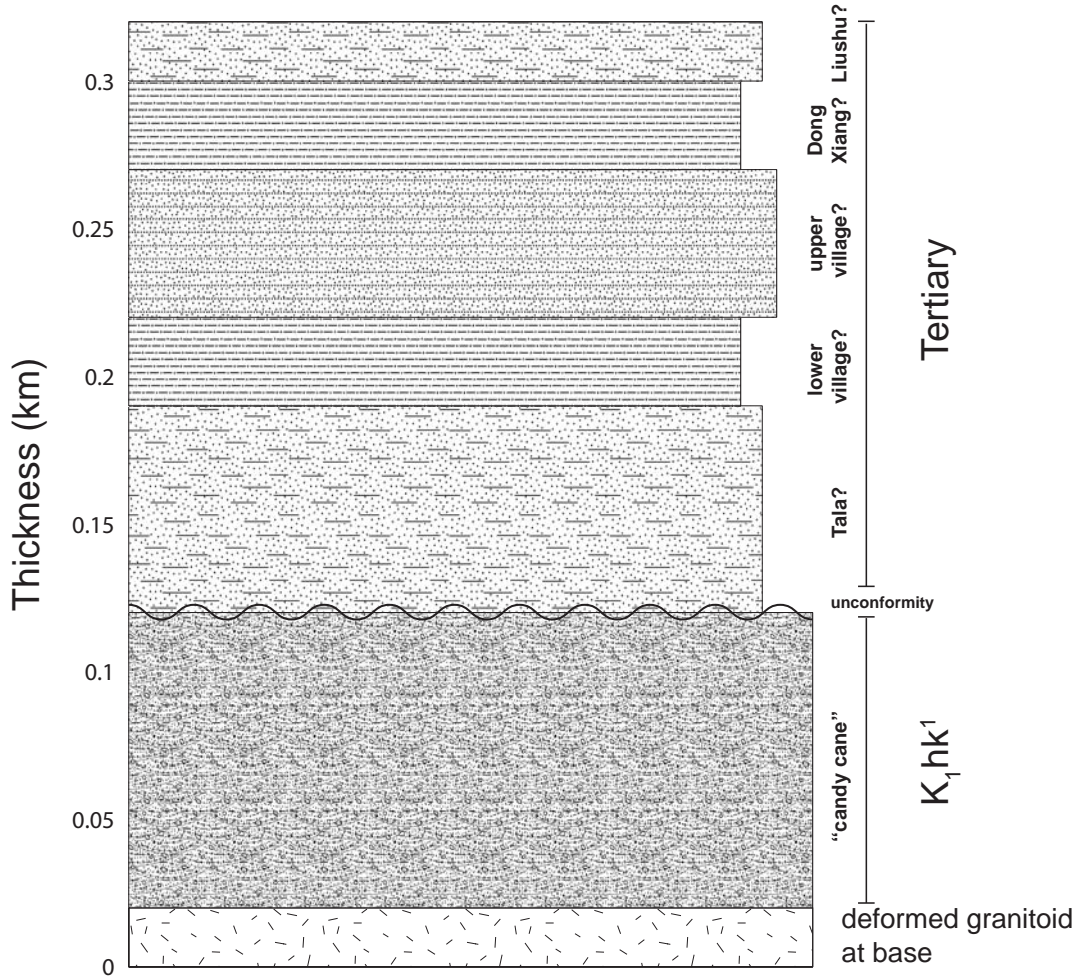 Thickness (km)
0.3
0.25
0.2
0.15
0.1
0.05
0
Liushu?
Dong
Xiang?
upper
village?
lower
village?
Tala?
unconformity
“candy cane”
Tertiary
K₁hk¹
deformed granitoid
at base